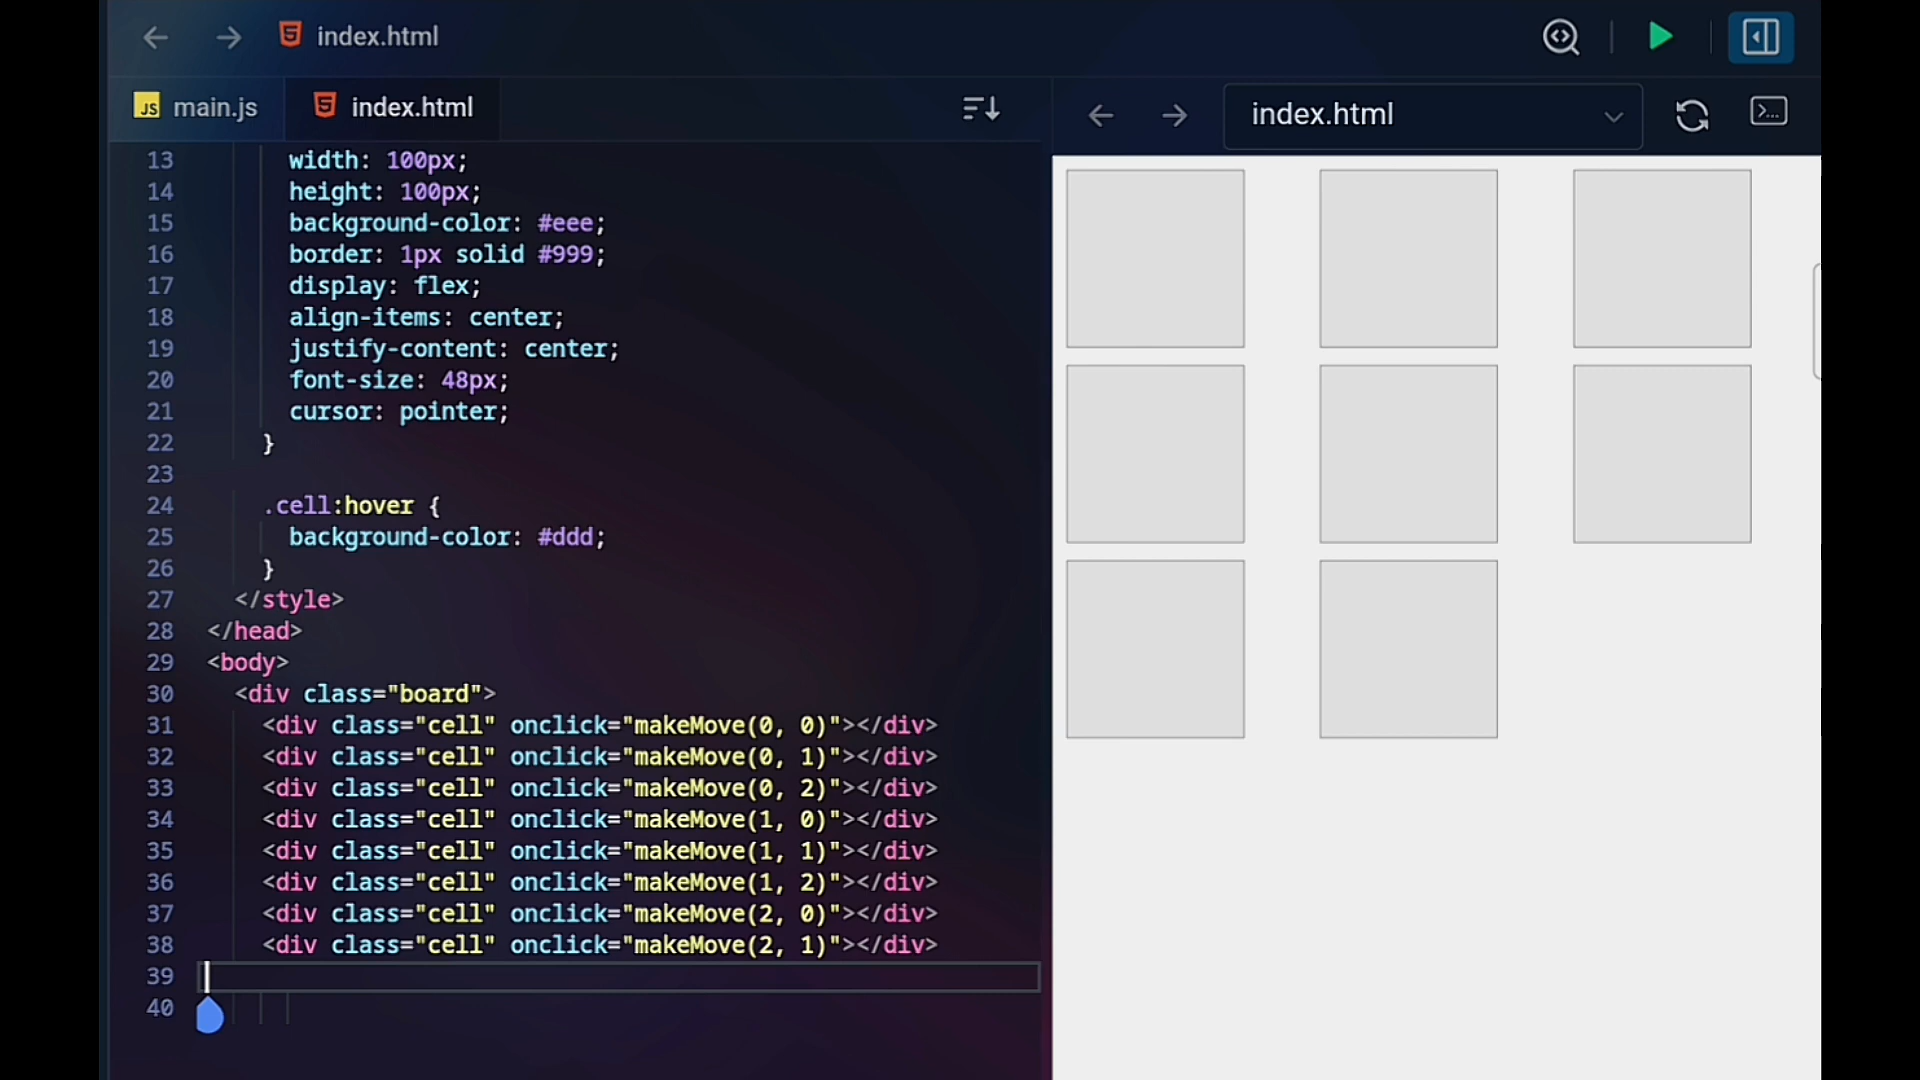 index.html
JS main.js
index.html
index.html
13 width: 100px;
14 height: 100px;
15 background-color: #eee;
16 border: 1px solid #999;
17 display: flex;
18 align-items: center;
19 justify-content: center;
20 font-size: 48px;
21 cursor: pointer;
22 }
23
24 .cell:hover {
25 background-color: #ddd;
26 }
27 </style>
28 </head>
29 <body>
30 <div class="board">
31 <div class="cell" onclick="makeMove(0, 0)"></div>
32 <div class="cell" onclick="makeMove(0, 1)"></div>
33 <div class="cell" onclick="makeMove(0, 2)"></div>
34 <div class="cell" onclick="makeMove(1, 0)"></div>
35 <div class="cell" onclick="makeMove(1, 1)"></div>
36 <div class="cell" onclick="makeMove(1, 2)"></div>
37 <div class="cell" onclick="makeMove(2, 0)"></div>
38 <div class="cell" onclick="makeMove(2, 1)"></div>
39
40